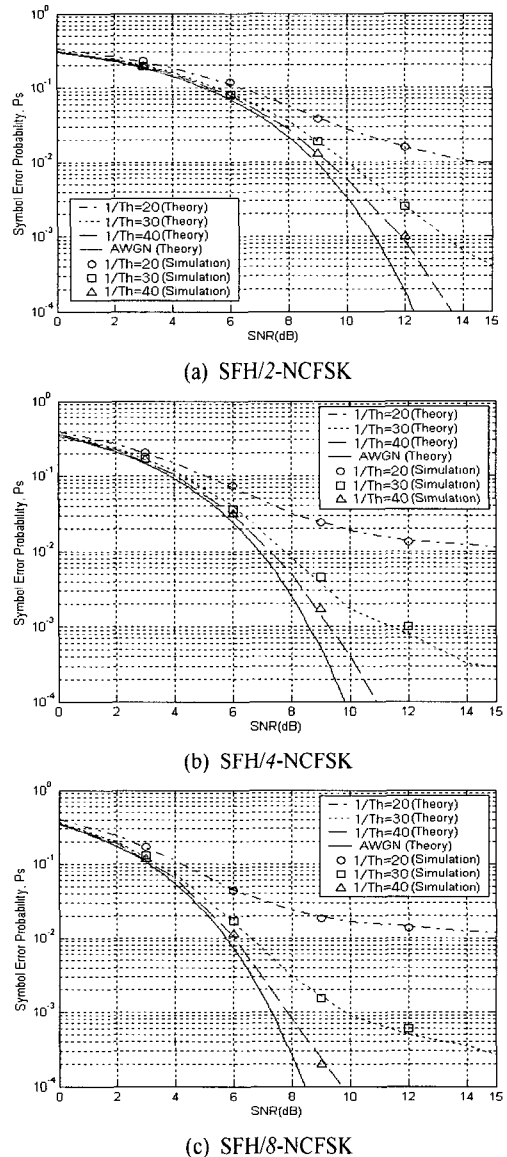 10⁰
10⁻¹
10⁻²
10⁻³
10⁻⁴
Symbol Error Probability, Ps
1/Th=20 (Theory)
1/Th=30 (Theory)
1/Th=40 (Theory)
AWGN (Theory)
1/Th=20 (Simulation)
1/Th=30 (Simulation)
1/Th=40 (Simulation)
0 2 4 6 8 10 12 14 15
SNR(dB)
(a) SFH/2-NCFSK
10⁰
10⁻¹
10⁻²
10⁻³
10⁻⁴
Symbol Error Probability, Ps
1/Th=20 (Theory)
1/Th=30 (Theory)
1/Th=40 (Theory)
AWGN (Theory)
1/Th=20 (Simulation)
1/Th=30 (Simulation)
1/Th=40 (Simulation)
0 2 4 6 8 10 12 14 15
SNR(dB)
(b) SFH/4-NCFSK
10⁰
10⁻¹
10⁻²
10⁻³
10⁻⁴
Symbol Error Probability, Ps
1/Th=20 (Theory)
1/Th=30 (Theory)
1/Th=40 (Theory)
AWGN (Theory)
1/Th=20 (Simulation)
1/Th=30 (Simulation)
1/Th=40 (Simulation)
0 2 4 6 8 10 12 14 15
SNR(dB)
(c) SFH/8-NCFSK